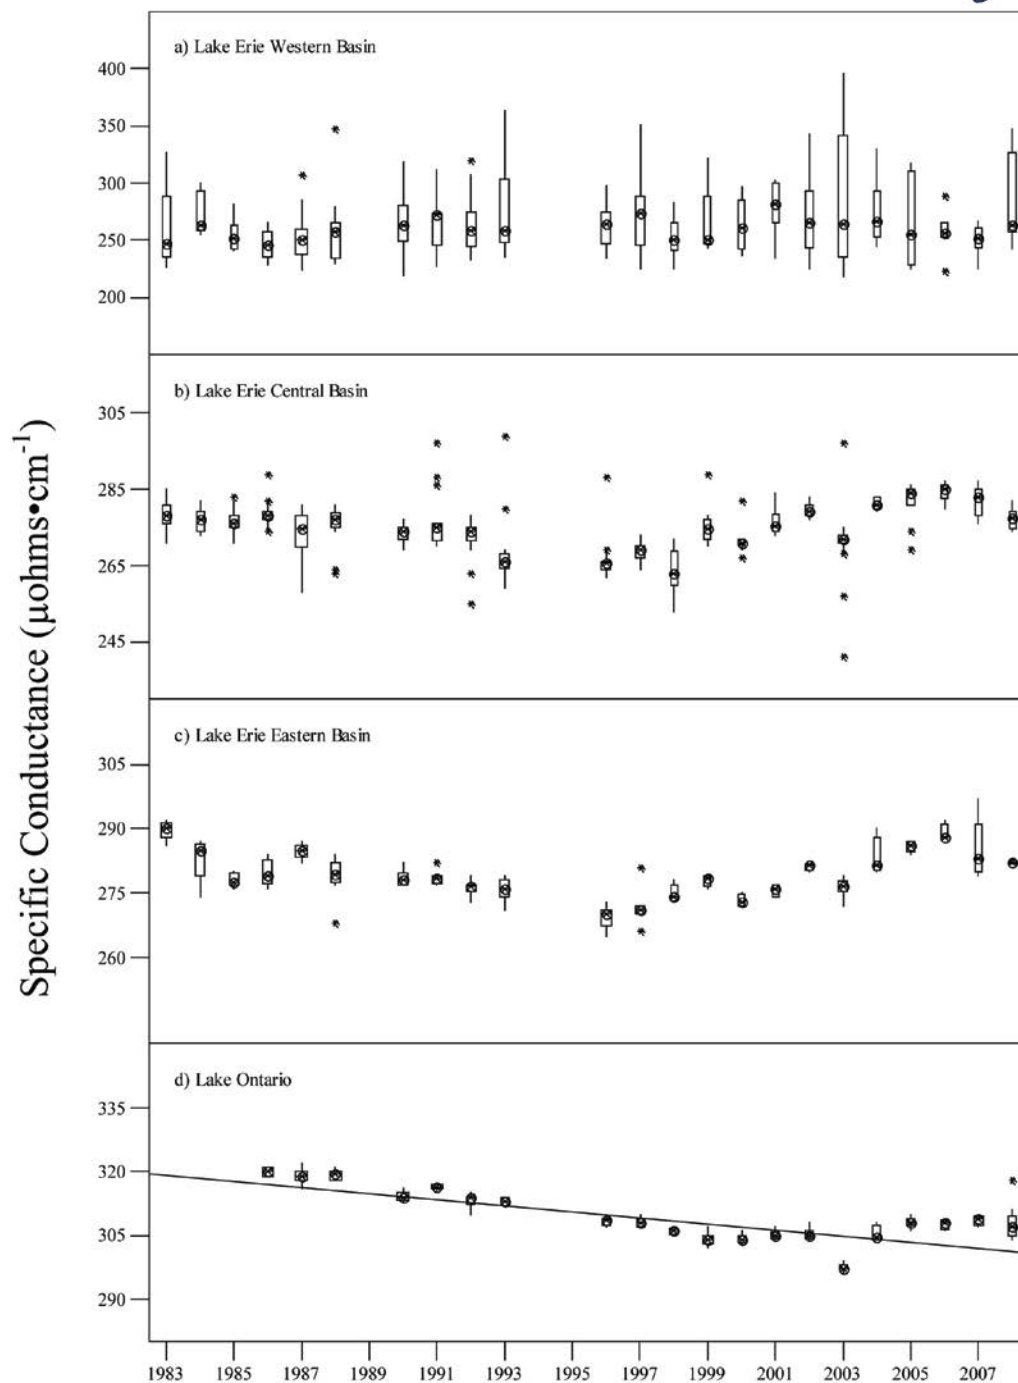 a) Lake Erie Western Basin
400
350
300
250
200
b) Lake Erie Central Basin
305
285
265
245
c) Lake Erie Eastern Basin
305
290
275
260
d) Lake Ontario
335
320
305
290
Specific Conductance (µohms•cm-1)
1983 1985 1987 1989 1991 1993 1995 1997 1999 2001 2003 2005 2007